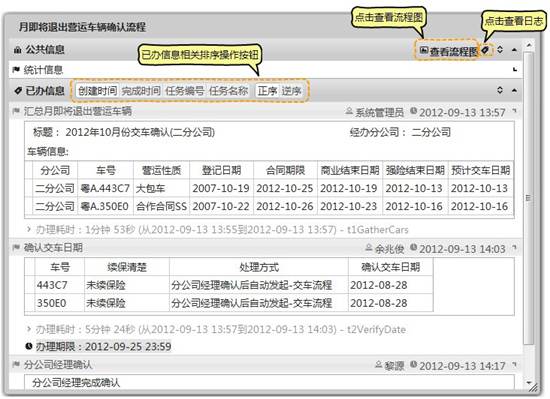 点击查看流程图
点击查看日志
月即将退出营运车辆确认流程
公共信息
查看流程图
统计信息
已办信息相关排序操作按钮
已办信息 创建时间 完成时间 任务编号 任务名称 正序 逆序
汇总月即将退出营运车辆 系统管理员 2012-09-13 13:57
标题： 2012年10月份交车确认(二分公司) 经办分公司： 二分公司
车辆信息:
分公司 车号 营运性质 登记日期 合同期限 商业结束日期 强险结束日期 预计交车日期
二分公司 粤A.443C7 大包车 2007-10-19 2012-10-25 2012-10-19 2012-10-13 2012-10-13
二分公司 粤A.350E0 合作合同SS 2007-10-22 2012-10-26 2012-10-23 2012-10-16 2012-10-16
办理耗时：1分钟 53秒 (从2012-09-13 13:55到2012-09-13 13:57) - t1GatherCars
确认交车日期 余兆俊 2012-09-13 14:03
车号 续保清楚 处理方式 确认交车日期
443C7 未续保险 分公司经理确认后自动发起-交车流程 2012-08-28
350E0 未续保险 分公司经理确认后自动发起-交车流程 2012-08-28
办理耗时：5分钟 24秒 (从2012-09-13 13:57到2012-09-13 14:03) - t2VerifyDate
办理期限：2012-09-25 23:59
分公司经理确认 黎源 2012-09-13 14:17
分公司经理完成确认